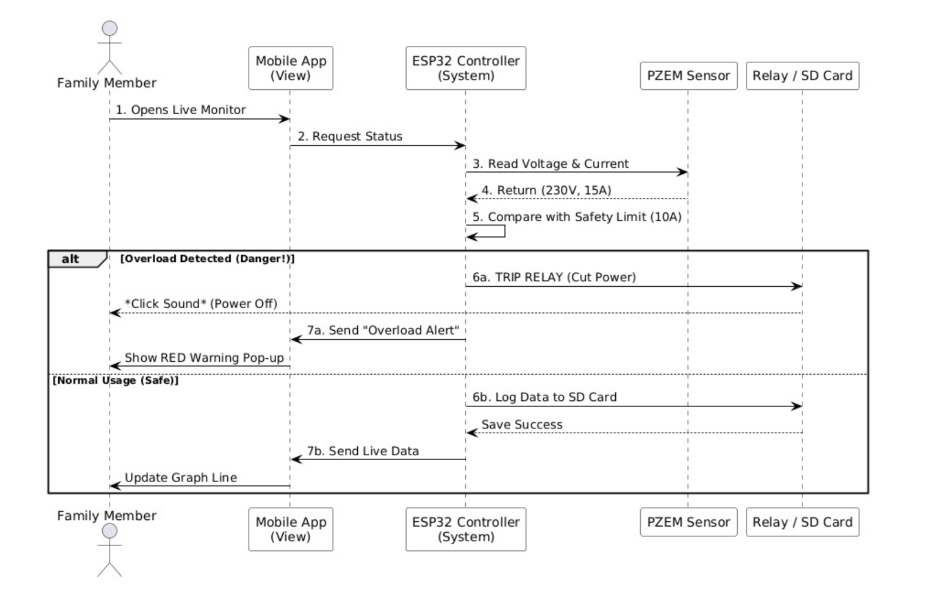 Family Member
Mobile App
(View)
ESP32 Controller
(System)
PZEM Sensor
Relay / SD Card
1. Opens Live Monitor
2. Request Status
3. Read Voltage & Current
4. Return (230V, 15A)
5. Compare with Safety Limit (10A)
alt
[Overload Detected (Danger!)]
6a. TRIP RELAY (Cut Power)
*Click Sound* (Power Off)
7a. Send "Overload Alert"
Show RED Warning Pop-up
[Normal Usage (Safe)]
6b. Log Data to SD Card
Save Success
7b. Send Live Data
Update Graph Line
Family Member
Mobile App
(View)
ESP32 Controller
(System)
PZEM Sensor
Relay / SD Card